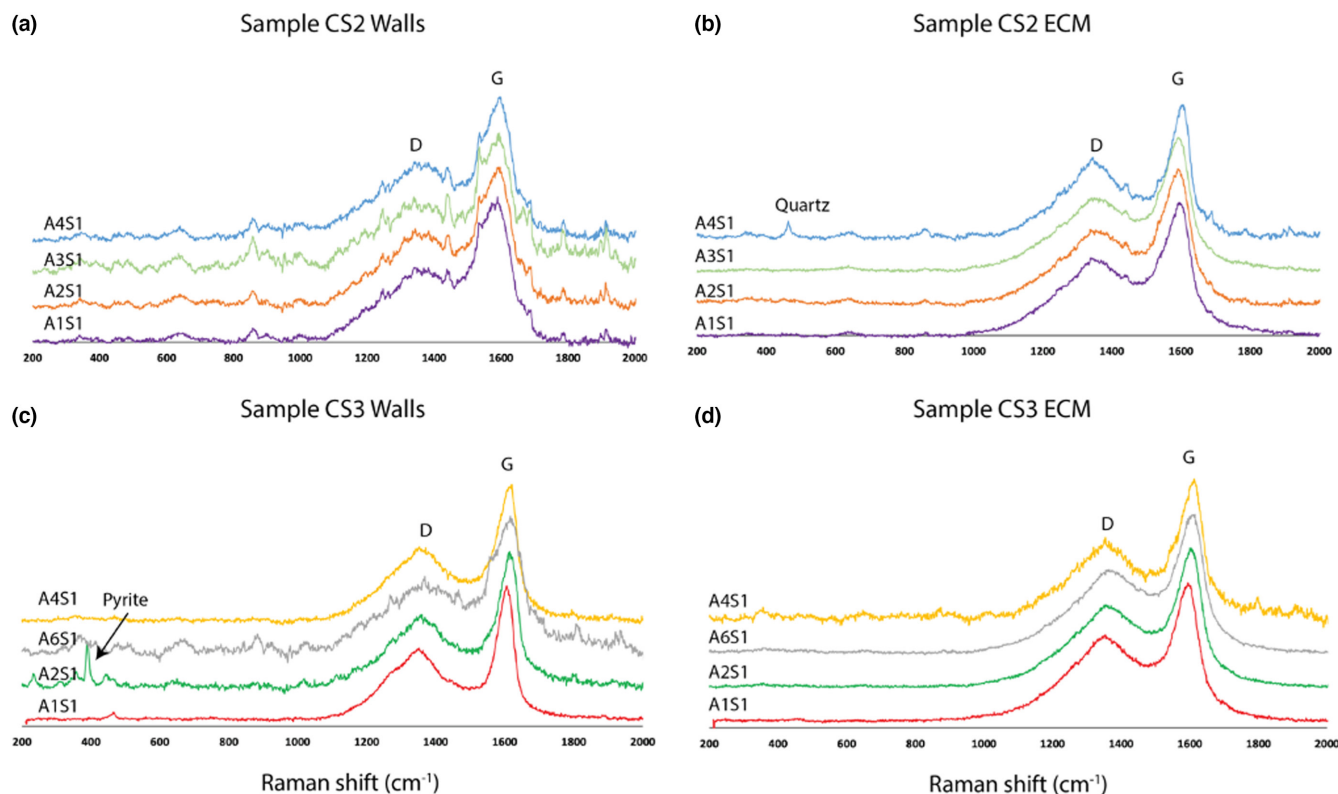 (a) Sample CS2 Walls
G
D
A4S1
A3S1
A2S1
A1S1
200 400 600 800 1000 1200 1400 1600 1800 2000
(b) Sample CS2 ECM
G
D
Quartz
A4S1
A3S1
A2S1
A1S1
200 400 600 800 1000 1200 1400 1600 1800 2000
(c) Sample CS3 Walls
G
D
Pyrite
A4S1
A6S1
A2S1
A1S1
200 400 600 800 1000 1200 1400 1600 1800 2000
Raman shift (cm⁻¹)
(d) Sample CS3 ECM
G
D
A4S1
A6S1
A2S1
A1S1
200 400 600 800 1000 1200 1400 1600 1800 2000
Raman shift (cm⁻¹)